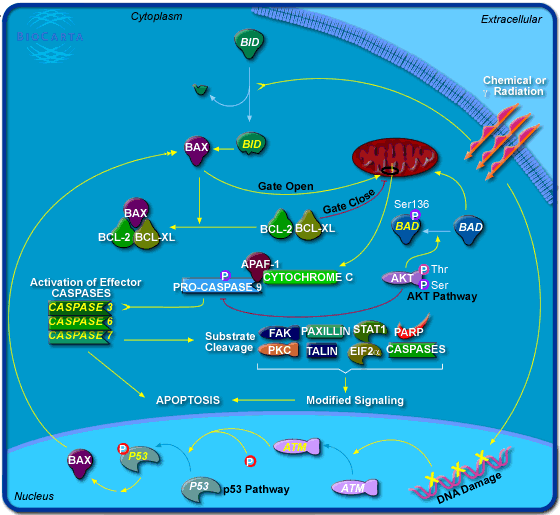 Cytoplasm
Extracellular
BIOCARTA
BID
Chemical or
γ Radiation
BAX
BID
Gate Open
Gate Close
BAX
BCL-2
BCL-XL
BCL-2
BCL-XL
Ser136
P
BAD
BAD
APAF-1
P
PRO-CASPASE 9
CYTOCHROME C
AKT
P
Thr
P
Ser
AKT Pathway
Activation of Effector
CASPASES
CASPASE 3
CASPASE 6
CASPASE 7
Substrate
Cleavage
FAK
PAXILLIN
STAT1
PARP
PKC
TALIN
EIF2α
CASPASES
APOPTOSIS
Modified Signaling
BAX
P
P53
P53
p53 Pathway
P
ATM
ATM
DNA Damage
Nucleus